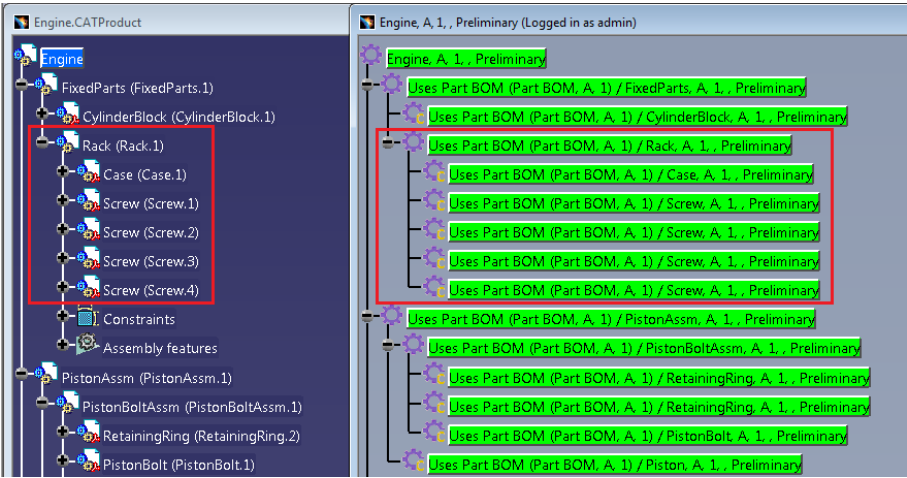 Engine.CATProduct
Engine
FixedParts (FixedParts.1)
CylinderBlock (CylinderBlock.1)
Rack (Rack.1)
Case (Case.1)
Screw (Screw.1)
Screw (Screw.2)
Screw (Screw.3)
Screw (Screw.4)
Constraints
Assembly features
PistonAssm (PistonAssm.1)
PistonBoltAssm (PistonBoltAssm.1)
RetainingRing (RetainingRing.2)
PistonBolt (PistonBolt.1)
Engine, A, 1, , Preliminary (Logged in as admin)
Engine, A, 1, , Preliminary
Uses Part BOM (Part BOM, A, 1) / FixedParts, A, 1, , Preliminary
Uses Part BOM (Part BOM, A, 1) / CylinderBlock, A, 1, , Preliminary
Uses Part BOM (Part BOM, A, 1) / Rack, A, 1, , Preliminary
Uses Part BOM (Part BOM, A, 1) / Case, A, 1, , Preliminary
Uses Part BOM (Part BOM, A, 1) / Screw, A, 1, , Preliminary
Uses Part BOM (Part BOM, A, 1) / Screw, A, 1, , Preliminary
Uses Part BOM (Part BOM, A, 1) / Screw, A, 1, , Preliminary
Uses Part BOM (Part BOM, A, 1) / Screw, A, 1, , Preliminary
Uses Part BOM (Part BOM, A, 1) / PistonAssm, A, 1, , Preliminary
Uses Part BOM (Part BOM, A, 1) / PistonBoltAssm, A, 1, , Preliminary
Uses Part BOM (Part BOM, A, 1) / RetainingRing, A, 1, , Preliminary
Uses Part BOM (Part BOM, A, 1) / RetainingRing, A, 1, , Preliminary
Uses Part BOM (Part BOM, A, 1) / PistonBolt, A, 1, , Preliminary
Uses Part BOM (Part BOM, A, 1) / Piston, A, 1, , Preliminary